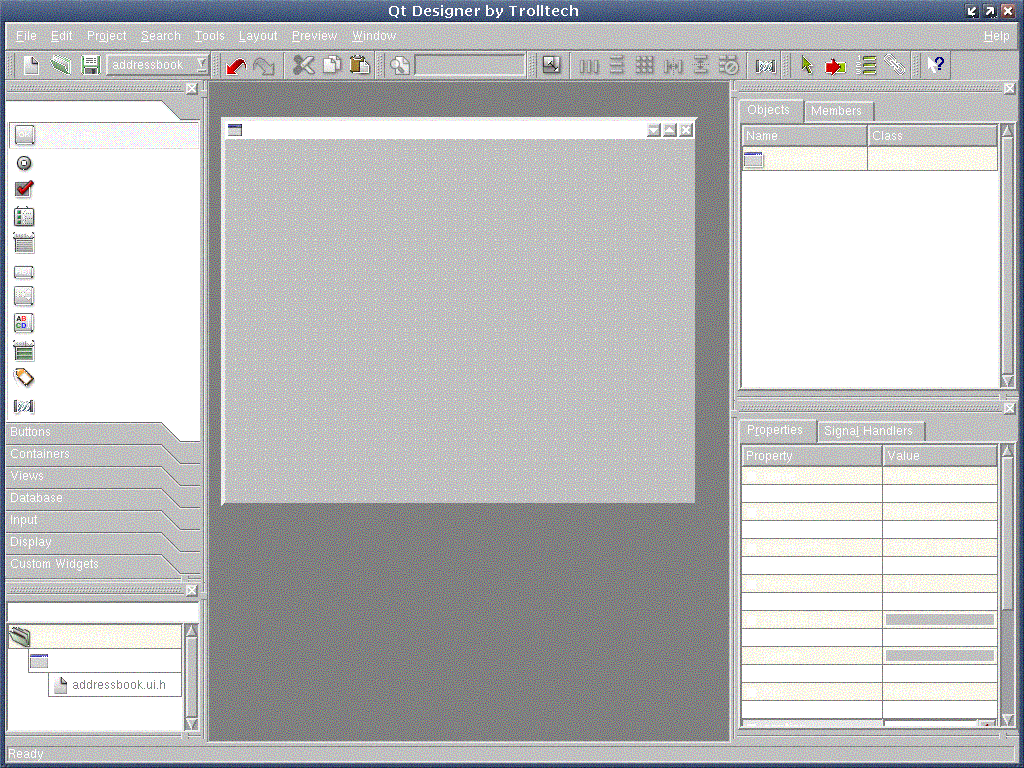 Qt Designer by Trolltech
File Edit Project Search Tools Layout Preview Window Help
addressbook
Buttons
Containers
Views
Database
Input
Display
Custom Widgets
addressbook.ui.h
Objects Members
Name Class
Properties Signal Handlers
Property Value
Ready